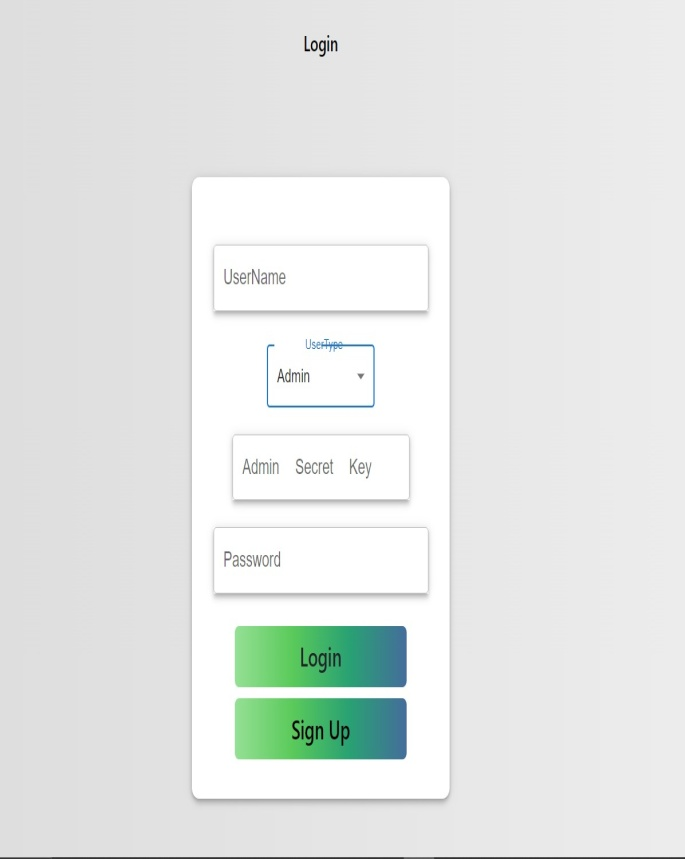 Login
UserName
UserType
Admin
Admin Secret Key
Password
Login
Sign Up